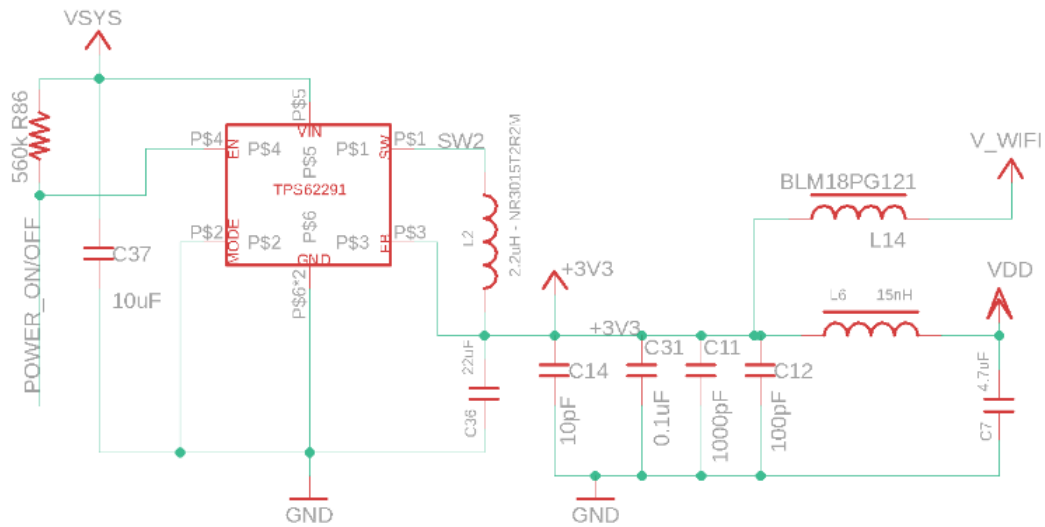 VSYS
560k R86
POWER_ON/OFF
C37
10uF
P$5
P$4
P$2
EN
MODE
VIN
P$5
P$4
P$1
TPS62291
P$6
P$2
P$3
GND
P$6*2
SW
FB
P$1
P$3
SW2
L2
2.2uH - NR3015T2R2M
22uF
C36
GND
+3V3
+3V3
C14
10pF
C31
0.1uF
C11
1000pF
C12
100pF
GND
BLM18PG121
L14
V_WIFI
L6
15nH
VDD
4.7uF
C7